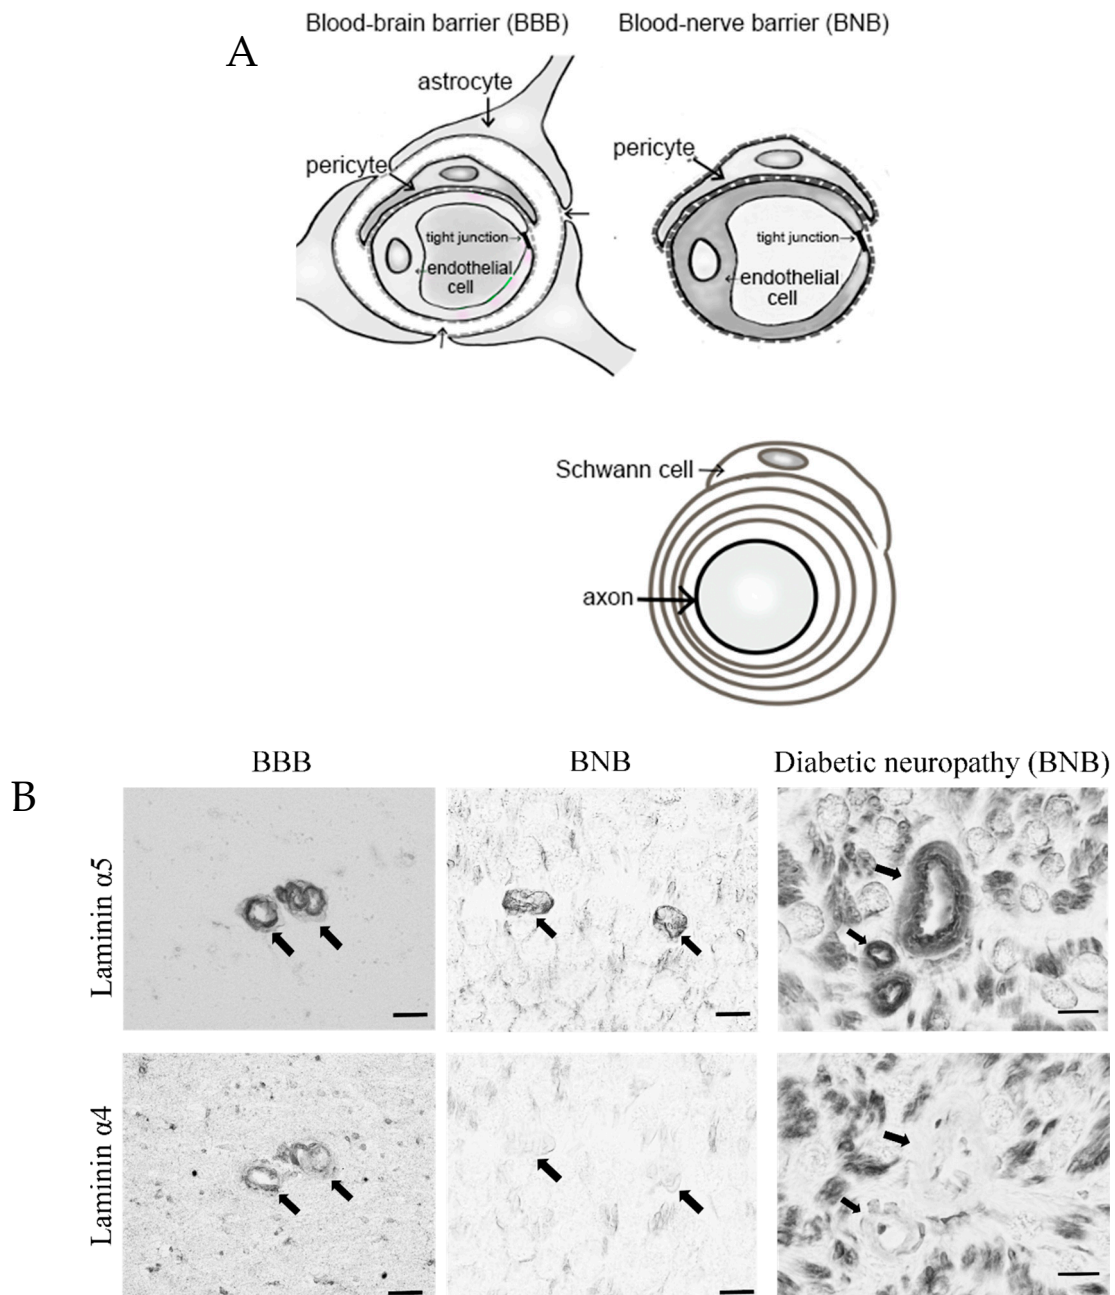 Blood-brain barrier (BBB)
Blood-nerve barrier (BNB)
A
astrocyte
pericyte
tight junction
endothelial
cell
pericyte
tight junction
endothelial
cell
Schwann cell
axon
B
BBB
BNB
Diabetic neuropathy (BNB)
Laminin α5
Laminin α4